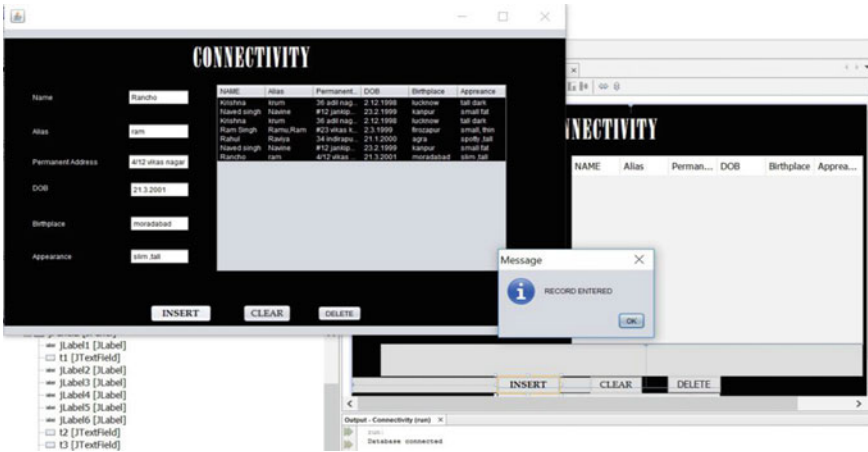 CONNECTIVITY
Name Rancho
Alias ram
Permanent Address 4/12 vikas nagar
DOB 21.3.2001
Birthplace moradabad
Appearance slim ,tall
NAME Alias Permanent... DOB Birthplace Appreance
Krishna krum 36 adil nag... 2.12.1998 lucknow tall dark
Naved singh Navine #12 jankip... 23.2.1999 kanpur small fat
Krishna krum 36 adil nag... 2.12.1998 lucknow tall dark
Ram Singh Ramu,Ram #23 vikas k... 2.3.1999 firozapur small, thin
Rahul Raviya 34 indirapu... 21.1.2000 agra spotty ,tall
Naved singh Navine #12 jankip... 23.2.1999 kanpur small fat
Rancho ram 4/12 vikas ... 21.3.2001 moradabad slim ,tall
INSERT CLEAR DELETE
NNECTIVITY
NAME Alias Perman... DOB Birthplace Apprea...
Message
RECORD ENTERED
OK
INSERT CLEAR DELETE
jLabel1 [JLabel]
t1 [JTextField]
jLabel2 [JLabel]
jLabel3 [JLabel]
jLabel4 [JLabel]
jLabel5 [JLabel]
jLabel6 [JLabel]
t2 [JTextField]
t3 [JTextField]
Output - Connectivity (run)
run:
Database connected